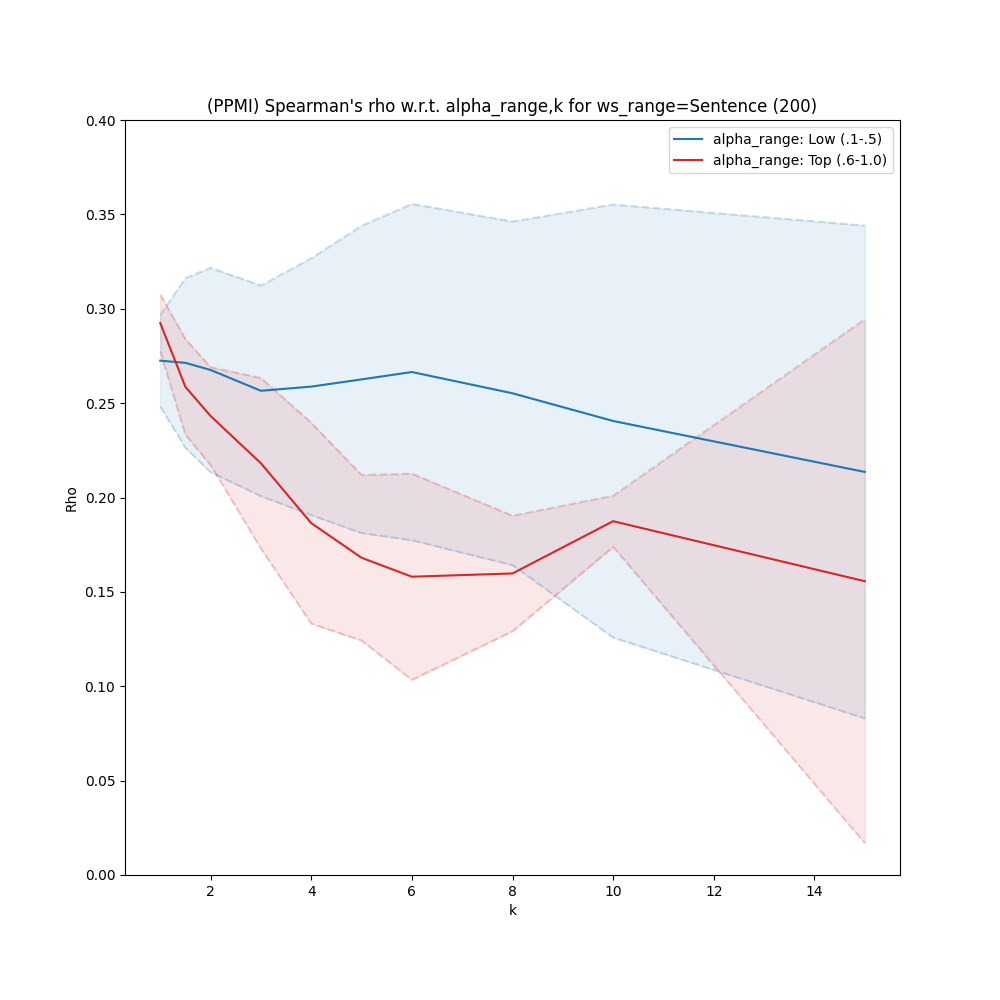 (PPMI) Spearman's rho w.r.t. alpha_range,k for ws_range=Sentence (200)
alpha_range: Low (.1-.5)
alpha_range: Top (.6-1.0)
0.40
0.35
0.30
0.25
0.20
0.15
0.10
0.05
0.00
Rho
2 4 6 8 10 12 14
k